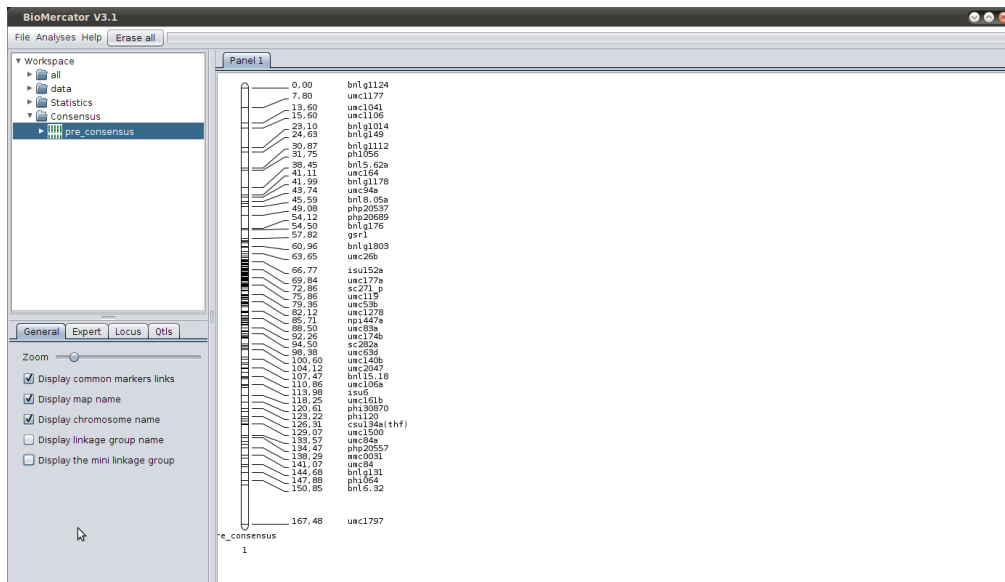 BioMercator V3.1
File Analyses Help Erase all
Workspace
all
data
Statistics
Consensus
pre_consensus
General Expert Locus Qtls
Zoom
Display common markers links
Display map name
Display chromosome name
Display linkage group name
Display the mini linkage group
Panel 1
0,00 bnlg1124
7,80 umc1177
13,60 umc1041
15,60 umc1106
23,10 bnlg1014
24,63 bnlg149
30,87 bnlg1112
31,75 ph1056
38,45 bnl5.62a
41,11 umc164
41,99 bnlg1178
43,74 umc94a
45,59 bnl8.05a
49,08 php20537
54,12 php20689
54,50 bnlg176
57,82 gsr1
60,96 bnlg1803
63,65 umc26b
66,77 isu152a
69,84 umc177a
72,86 sc271_p
75,86 umc119
79,36 umc53b
82,12 umc1278
85,71 npi447a
88,50 umc83a
92,26 umc174b
94,50 sc282a
98,38 umc63d
100,60 umc140b
104,12 umc2047
107,47 bnl15.18
110,86 umc106a
113,98 isu6
118,25 umc161b
120,61 phi30870
123,22 phi120
126,31 csu134a(thf)
129,07 umc1500
133,57 umc84a
134,47 php20557
138,29 mmc0031
141,07 umc84
144,68 bnlg131
147,88 phi064
150,85 bnl6.32
167,48 umc1797
re_consensus
1